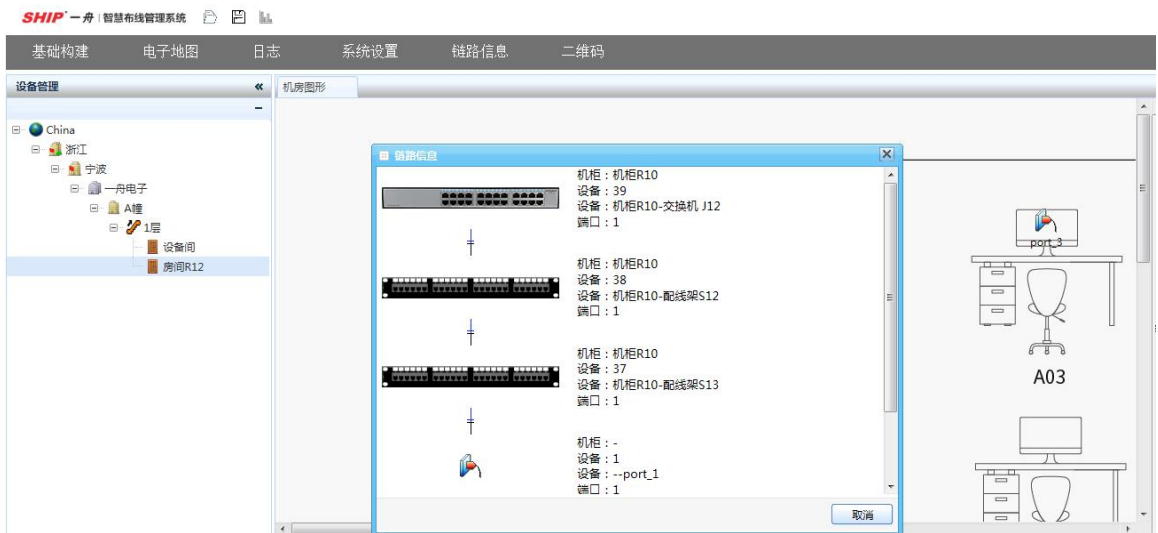 SHIP 一舟 智慧布线管理系统
基础构建 电子地图 日志 系统设置 链路信息 二维码
设备管理 «
机房图形
China
浙江
宁波
一舟电子
A幢
1层
设备间
房间R12
链路信息
机柜：机柜R10
设备：39
设备：机柜R10-交换机 J12
端口：1
机柜：机柜R10
设备：38
设备：机柜R10-配线架S12
端口：1
机柜：机柜R10
设备：37
设备：机柜R10-配线架S13
端口：1
机柜：-
设备：1
设备：--port_1
端口：1
取消
port_3
A03